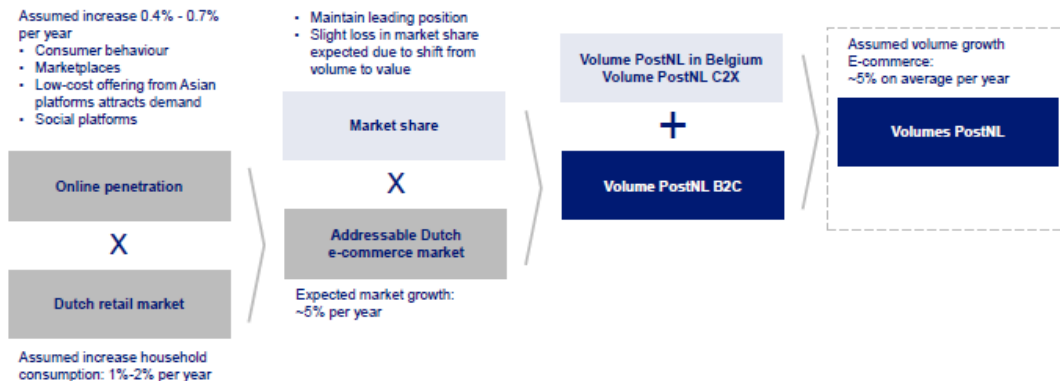 Assumed increase 0.4% - 0.7%
per year
• Consumer behaviour
• Marketplaces
• Low-cost offering from Asian
platforms attracts demand
• Social platforms
Online penetration
X
Dutch retail market
Assumed increase household
consumption: 1%-2% per year
• Maintain leading position
• Slight loss in market share
expected due to shift from
volume to value
Market share
X
Addressable Dutch
e-commerce market
Expected market growth:
~5% per year
Volume PostNL in Belgium
Volume PostNL C2X
+
Volume PostNL B2C
Assumed volume growth
E-commerce:
~5% on average per year
Volumes PostNL